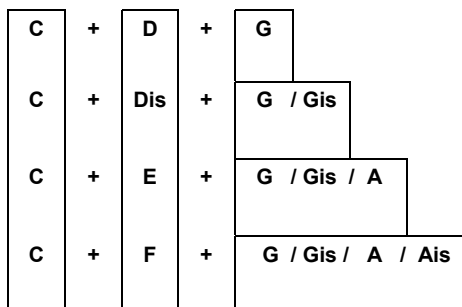 C + D + G
C + Dis + G / Gis
C + E + G / Gis / A
C + F + G / Gis / A / Ais